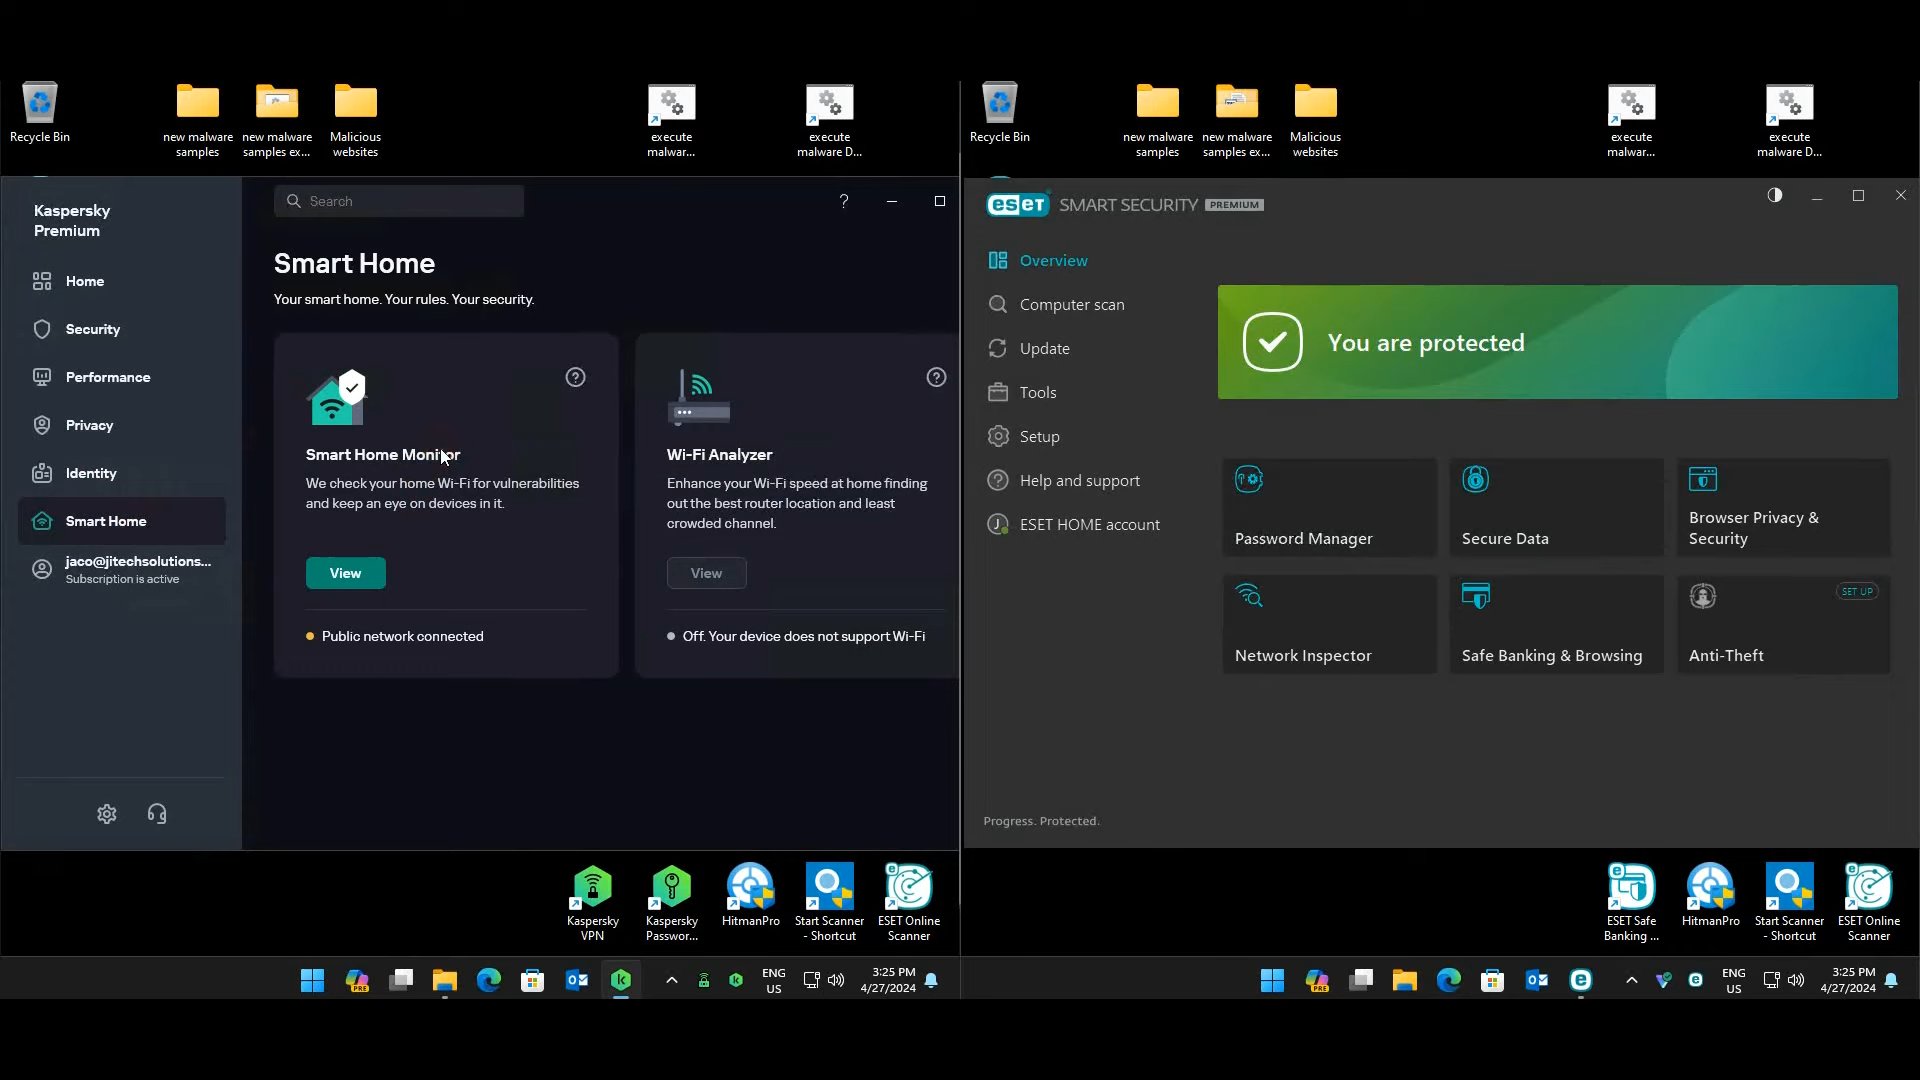 Recycle Bin
new malware
samples
new malware
samples ex...
Malicious
websites
execute
malwar...
execute
malware D...
Recycle Bin
new malware
samples
new malware
samples ex...
Malicious
websites
execute
malwar...
execute
malware D...
Kaspersky
Premium
Home
Security
Performance
Privacy
Identity
Smart Home
jaco@jitechsolutions...
Subscription is active
Search
?
Smart Home
Your smart home. Your rules. Your security.
?
Smart Home Monitor
We check your home Wi-Fi for vulnerabilities
and keep an eye on devices in it.
View
Public network connected
?
Wi-Fi Analyzer
Enhance your Wi-Fi speed at home finding
out the best router location and least
crowded channel.
View
Off. Your device does not support Wi-Fi
eseT SMART SECURITY PREMIUM
Overview
Computer scan
Update
Tools
Setup
Help and support
J ESET HOME account
You are protected
Password Manager
Secure Data
Browser Privacy &
Security
Network Inspector
Safe Banking & Browsing
SET UP
Anti-Theft
Progress. Protected.
Kaspersky
VPN
Kaspersky
Passwor...
HitmanPro
Start Scanner
- Shortcut
ESET Online
Scanner
ESET Safe
Banking ...
HitmanPro
Start Scanner
- Shortcut
ESET Online
Scanner
PRE
ENG
US
3:25 PM
4/27/2024
PRE
ENG
US
3:25 PM
4/27/2024